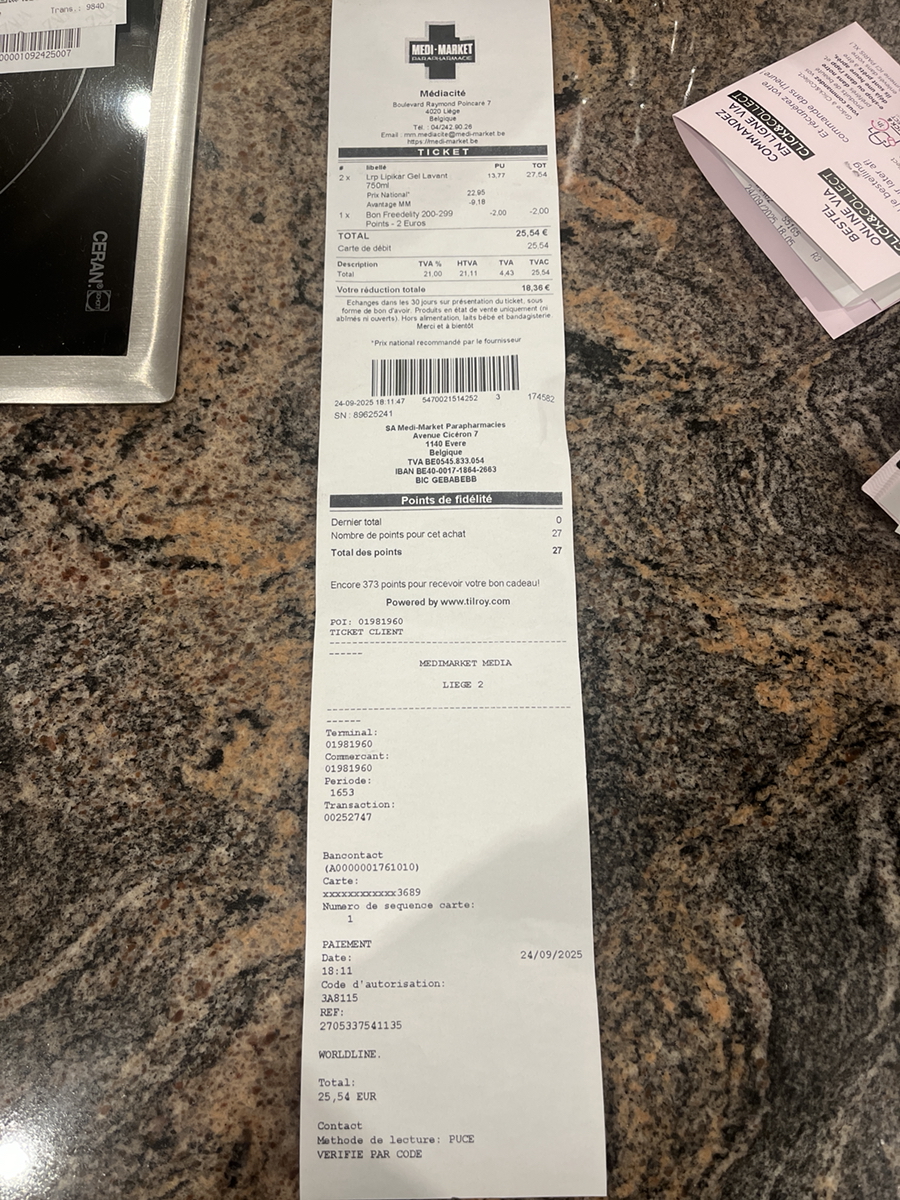 Trans.: 9840
00001092425007
CERAN®
MEDI-MARKET
PARAPHARMACIE
Médiacité
Boulevard Raymond Poincaré 7
4020 Liège
Belgique
Tél : 04/242.90.26
Email : mm.mediacite@medi-market.be
https://medi-market.be
TICKET
# libellé PU TOT
2 x Lrp Lipikar Gel Lavant 13,77 27,54
750ml
Prix National* 22,95
Avantage MM -9,18
1 x Bon Freedelity 200-299 -2,00 -2,00
Points - 2 Euros
TOTAL 25,54 €
Carte de débit 25,54
Description TVA % HTVA TVA TVAC
Total 21,00 21,11 4,43 25,54
Votre réduction totale 18,36 €
Echanges dans les 30 jours sur présentation du ticket, sous
forme de bon d'avoir. Produits en état de vente uniquement (ni
abîmés ni ouverts). Hors alimentation, laits bébé et bandagisterie.
Merci et à bientôt
*Prix national recommandé par le fournisseur
24-09-2025 18:11:47 5470021514252 3 174582
SN : 89625241
SA Medi-Market Parapharmacies
Avenue Cicéron 7
1140 Evere
Belgique
TVA BE0545.833.054
IBAN BE40-0017-1864-2663
BIC GEBABEBB
Points de fidélité
Dernier total 0
Nombre de points pour cet achat 27
Total des points 27
Encore 373 points pour recevoir votre bon cadeau!
Powered by www.tilroy.com
POI: 01981960
TICKET CLIENT
------------------------------------------
------
MEDIMARKET MEDIA
LIEGE 2
------------------------------------------
------
Terminal:
01981960
Commercant:
01981960
Periode:
1653
Transaction:
00252747
Bancontact
(A0000001761010)
Carte:
xxxxxxxxxxxx3689
Numero de sequence carte:
1
PAIEMENT
Date: 24/09/2025
18:11
Code d'autorisation:
3A8115
REF:
2705337541135
WORLDLINE.
Total:
25,54 EUR
Contact
Methode de lecture: PUCE
VERIFIE PAR CODE
COMMANDEZ
EN LIGNE VIA
CLICK&COLLECT
Et récupérez votre
commande dans l'heure
BESTEL
ONLINE VIA
CLICK&COLLECT